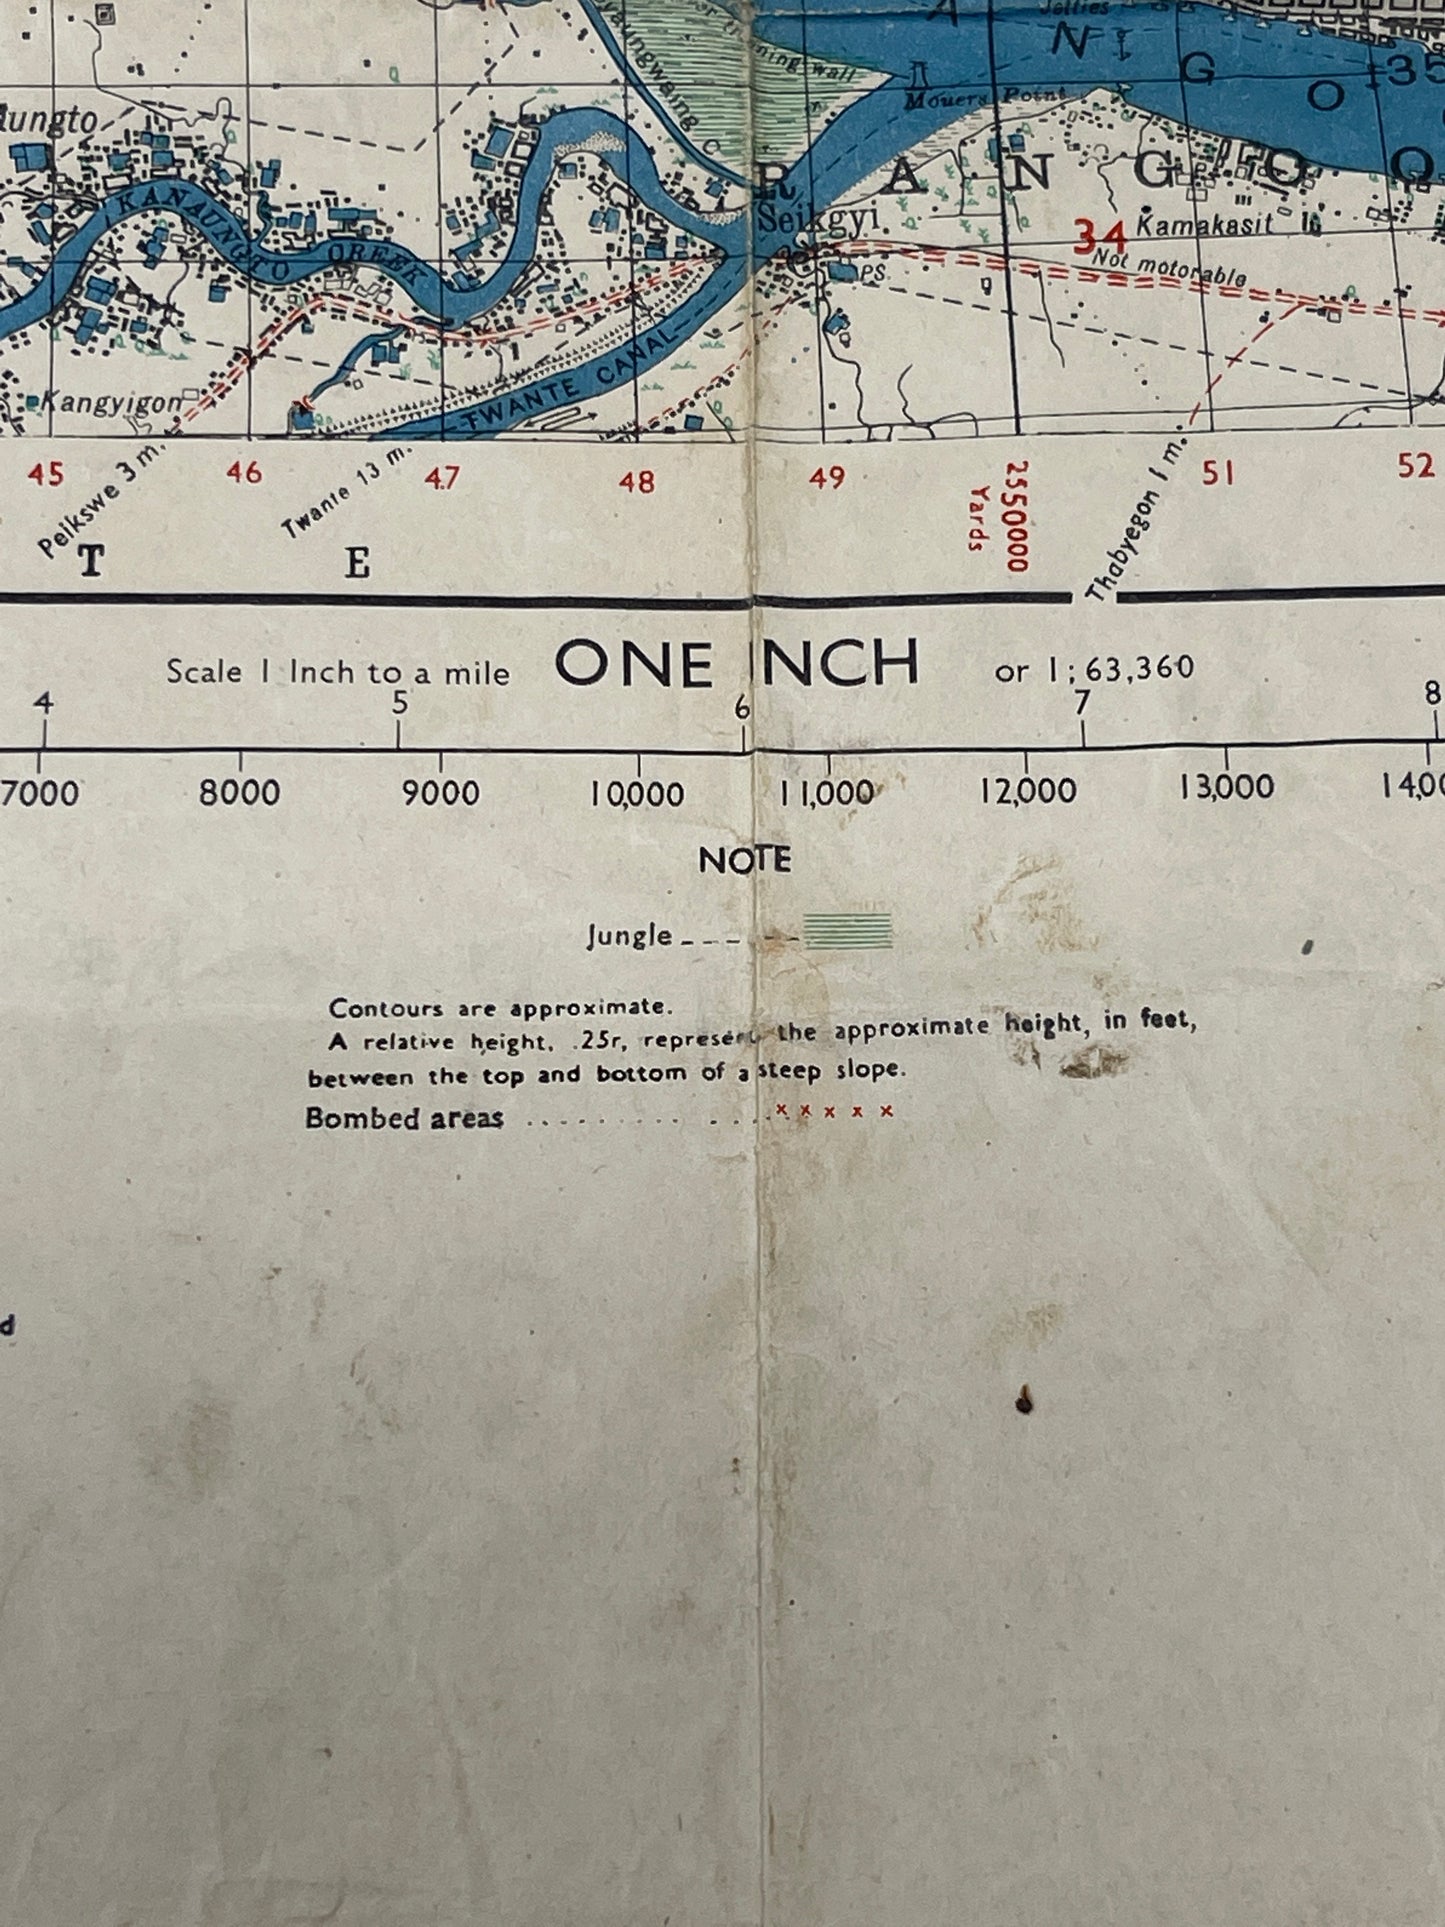 A
Jetties
N
G
O
35
training wall
Mouers Point
KANAUNGTO CREEK
R A N G O O
Seikgyi.
34
Kamakasit
Not motorable
P.S.
TWANTE CANAL
Kangyigon
45 46 47 48 49 2550000 Yards 51 52
Peikswe 3 m.
Twante 13 m.
Thabyegon 1 m.
T E
Scale 1 Inch to a mile ONE INCH or 1:63,360
4 5 6 7 8
7000 8000 9000 10,000 11,000 12,000 13,000
NOTE
Jungle
Contours are approximate.
A relative height, .25r, represents the approximate height, in feet,
between the top and bottom of a steep slope.
Bombed areas x x x x x
d